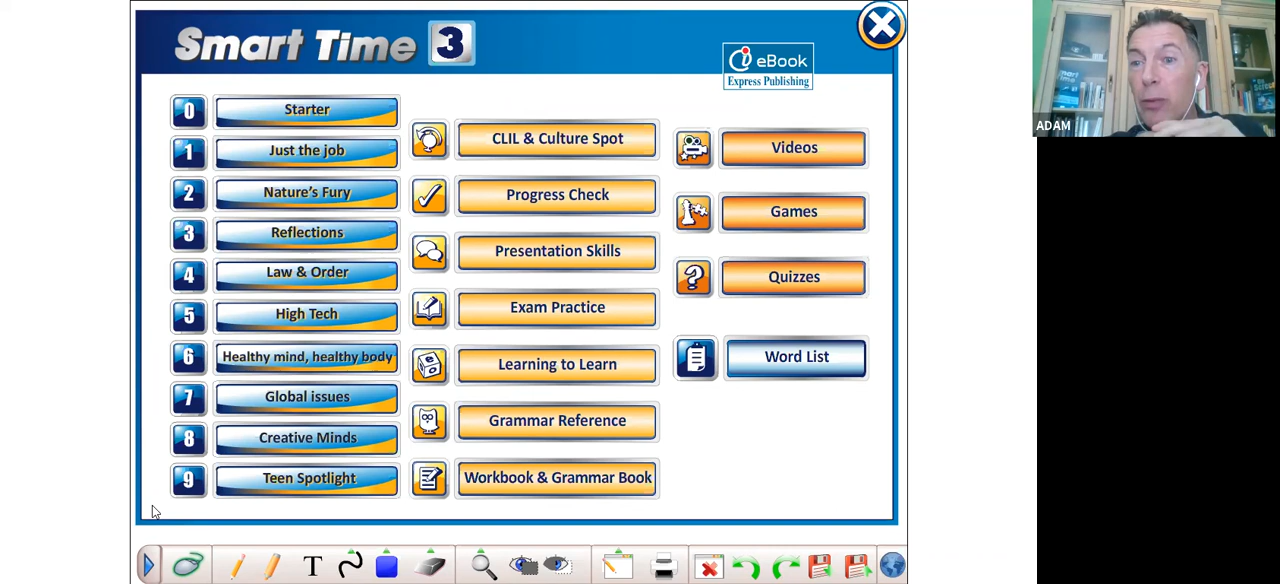 Smart Time 3
i eBook
Express Publishing
0 Starter
1 Just the job
2 Nature's Fury
3 Reflections
4 Law & Order
5 High Tech
6 Healthy mind, healthy body
7 Global issues
8 Creative Minds
9 Teen Spotlight
CLIL & Culture Spot
Progress Check
Presentation Skills
Exam Practice
Learning to Learn
Grammar Reference
Workbook & Grammar Book
Videos
Games
Quizzes
Word List
T
ADAM